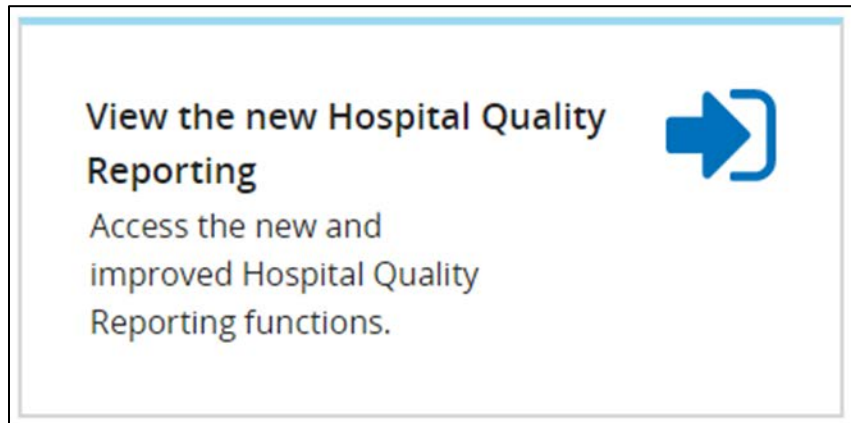 View the new Hospital Quality
Reporting
Access the new and
improved Hospital Quality
Reporting functions.